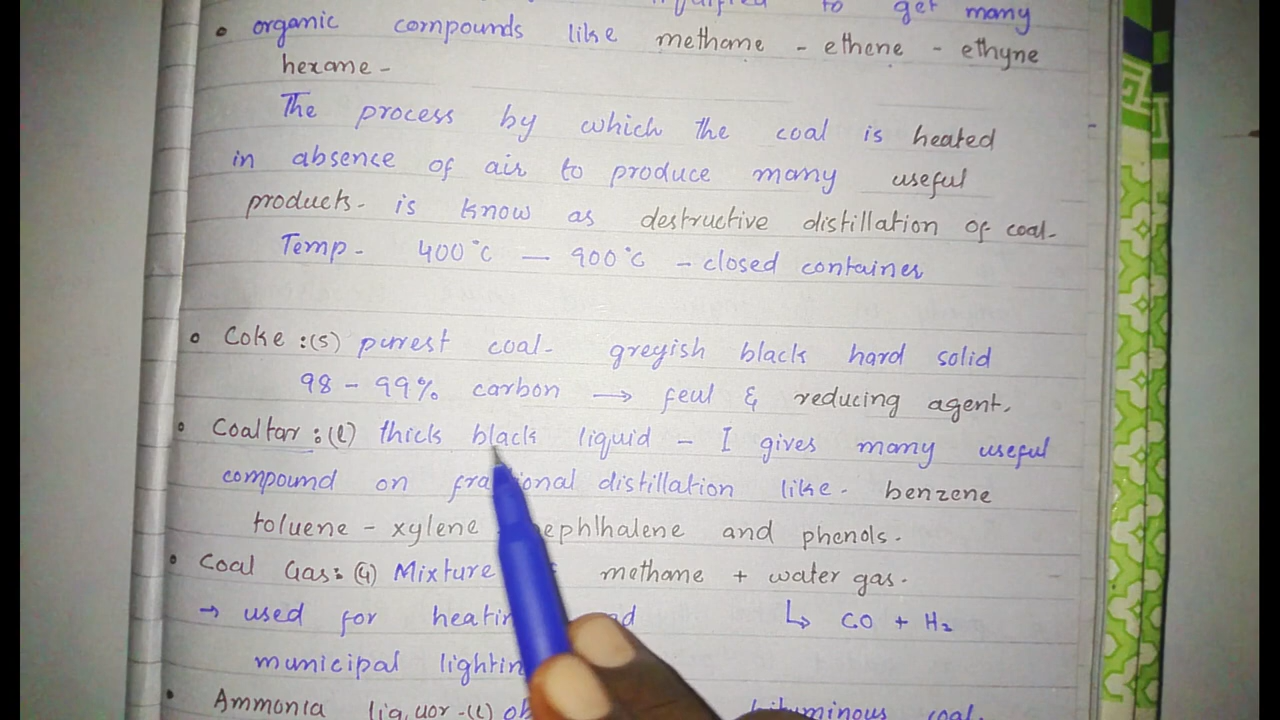 to get many
• organic compounds like methane - ethene - ethyne
hexane -
The process by which the coal is heated
in absence of air to produce many useful
products. is know as destructive distillation of coal.
Temp - 400°C — 900°C - closed container
• Coke :(s) purest coal. greyish black hard solid
98 - 99% carbon → feul & reducing agent.
• Coaltar :(l) thick black liquid - I gives many useful
compound on distillation like - benzene
toluene - xylene and phenols.
• Coal Gas: (G) Mixture methane + water gas.
→ used for ↳ CO + H₂
municipal
• Ammonia liquor -(l) coal.